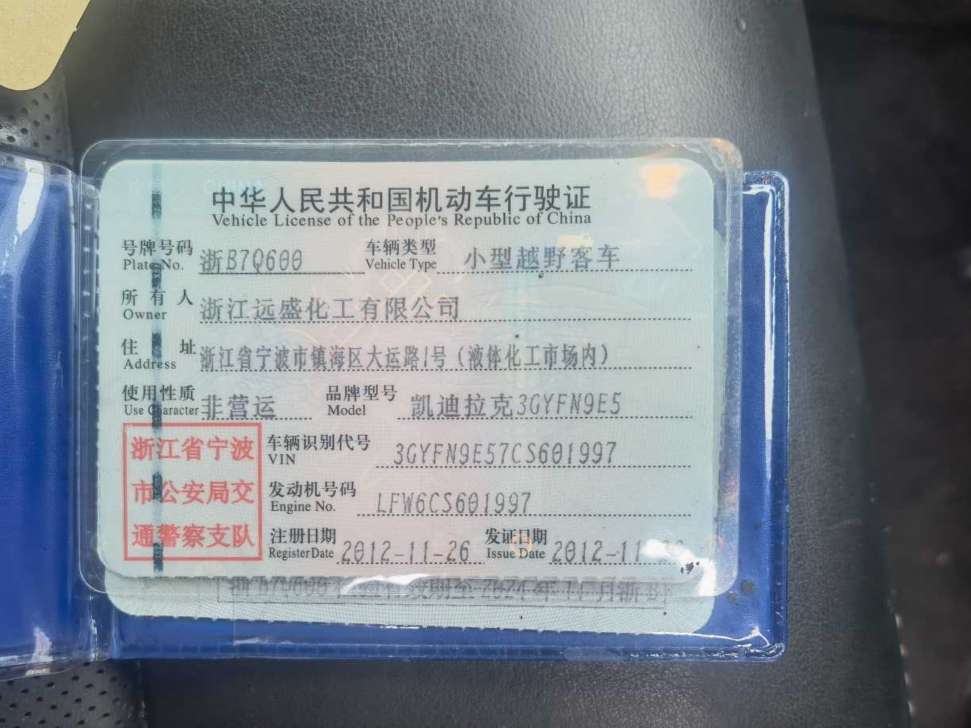 中华人民共和国机动车行驶证
Vehicle License of the People's Republic of China
号牌号码 浙B7Q600 车辆类型 小型越野客车
Plate No. Vehicle Type
所有人 浙江远盛化工有限公司
Owner
住址 浙江省宁波市镇海区大运路1号（液体化工市场内）
Address
使用性质 非营运 品牌型号 凯迪拉克3GYFN9E5
Use Character Model
浙江省宁波
市公安局交
通警察支队
车辆识别代号 3GYFN9E57CS601997
VIN
发动机号码 LFW6CS601997
Engine No.
注册日期 2012-11-26 发证日期 2012-11
Register Date Issue Date